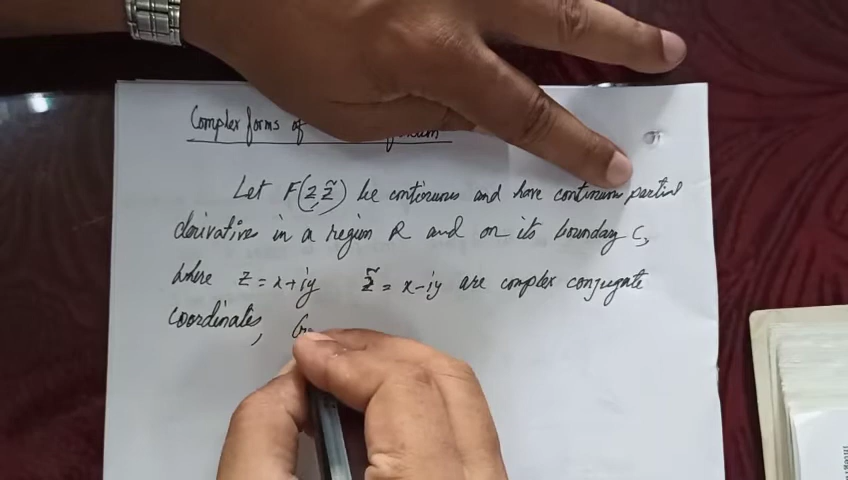 Complex forms of
Let F(z, z̃) be continuous and have continuous partial
derivatives in a region R and on its boundary C,
where z = x+iy z̃ = x-iy are complex conjugate
coordinates,